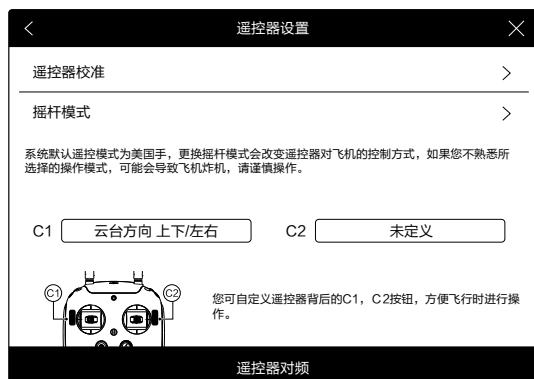 遥控器设置
遥控器校准
摇杆模式
系统默认遥控模式为美国手，更换摇杆模式会改变遥控器对飞机的控制方式，如果您不熟悉所
选择的操作模式，可能会导致飞机炸机，请谨慎操作。
C1 云台方向 上下/左右 C2 未定义
C1 C2
您可自定义遥控器背后的C1，C2按钮，方便飞行时进行操
作。
遥控器对频